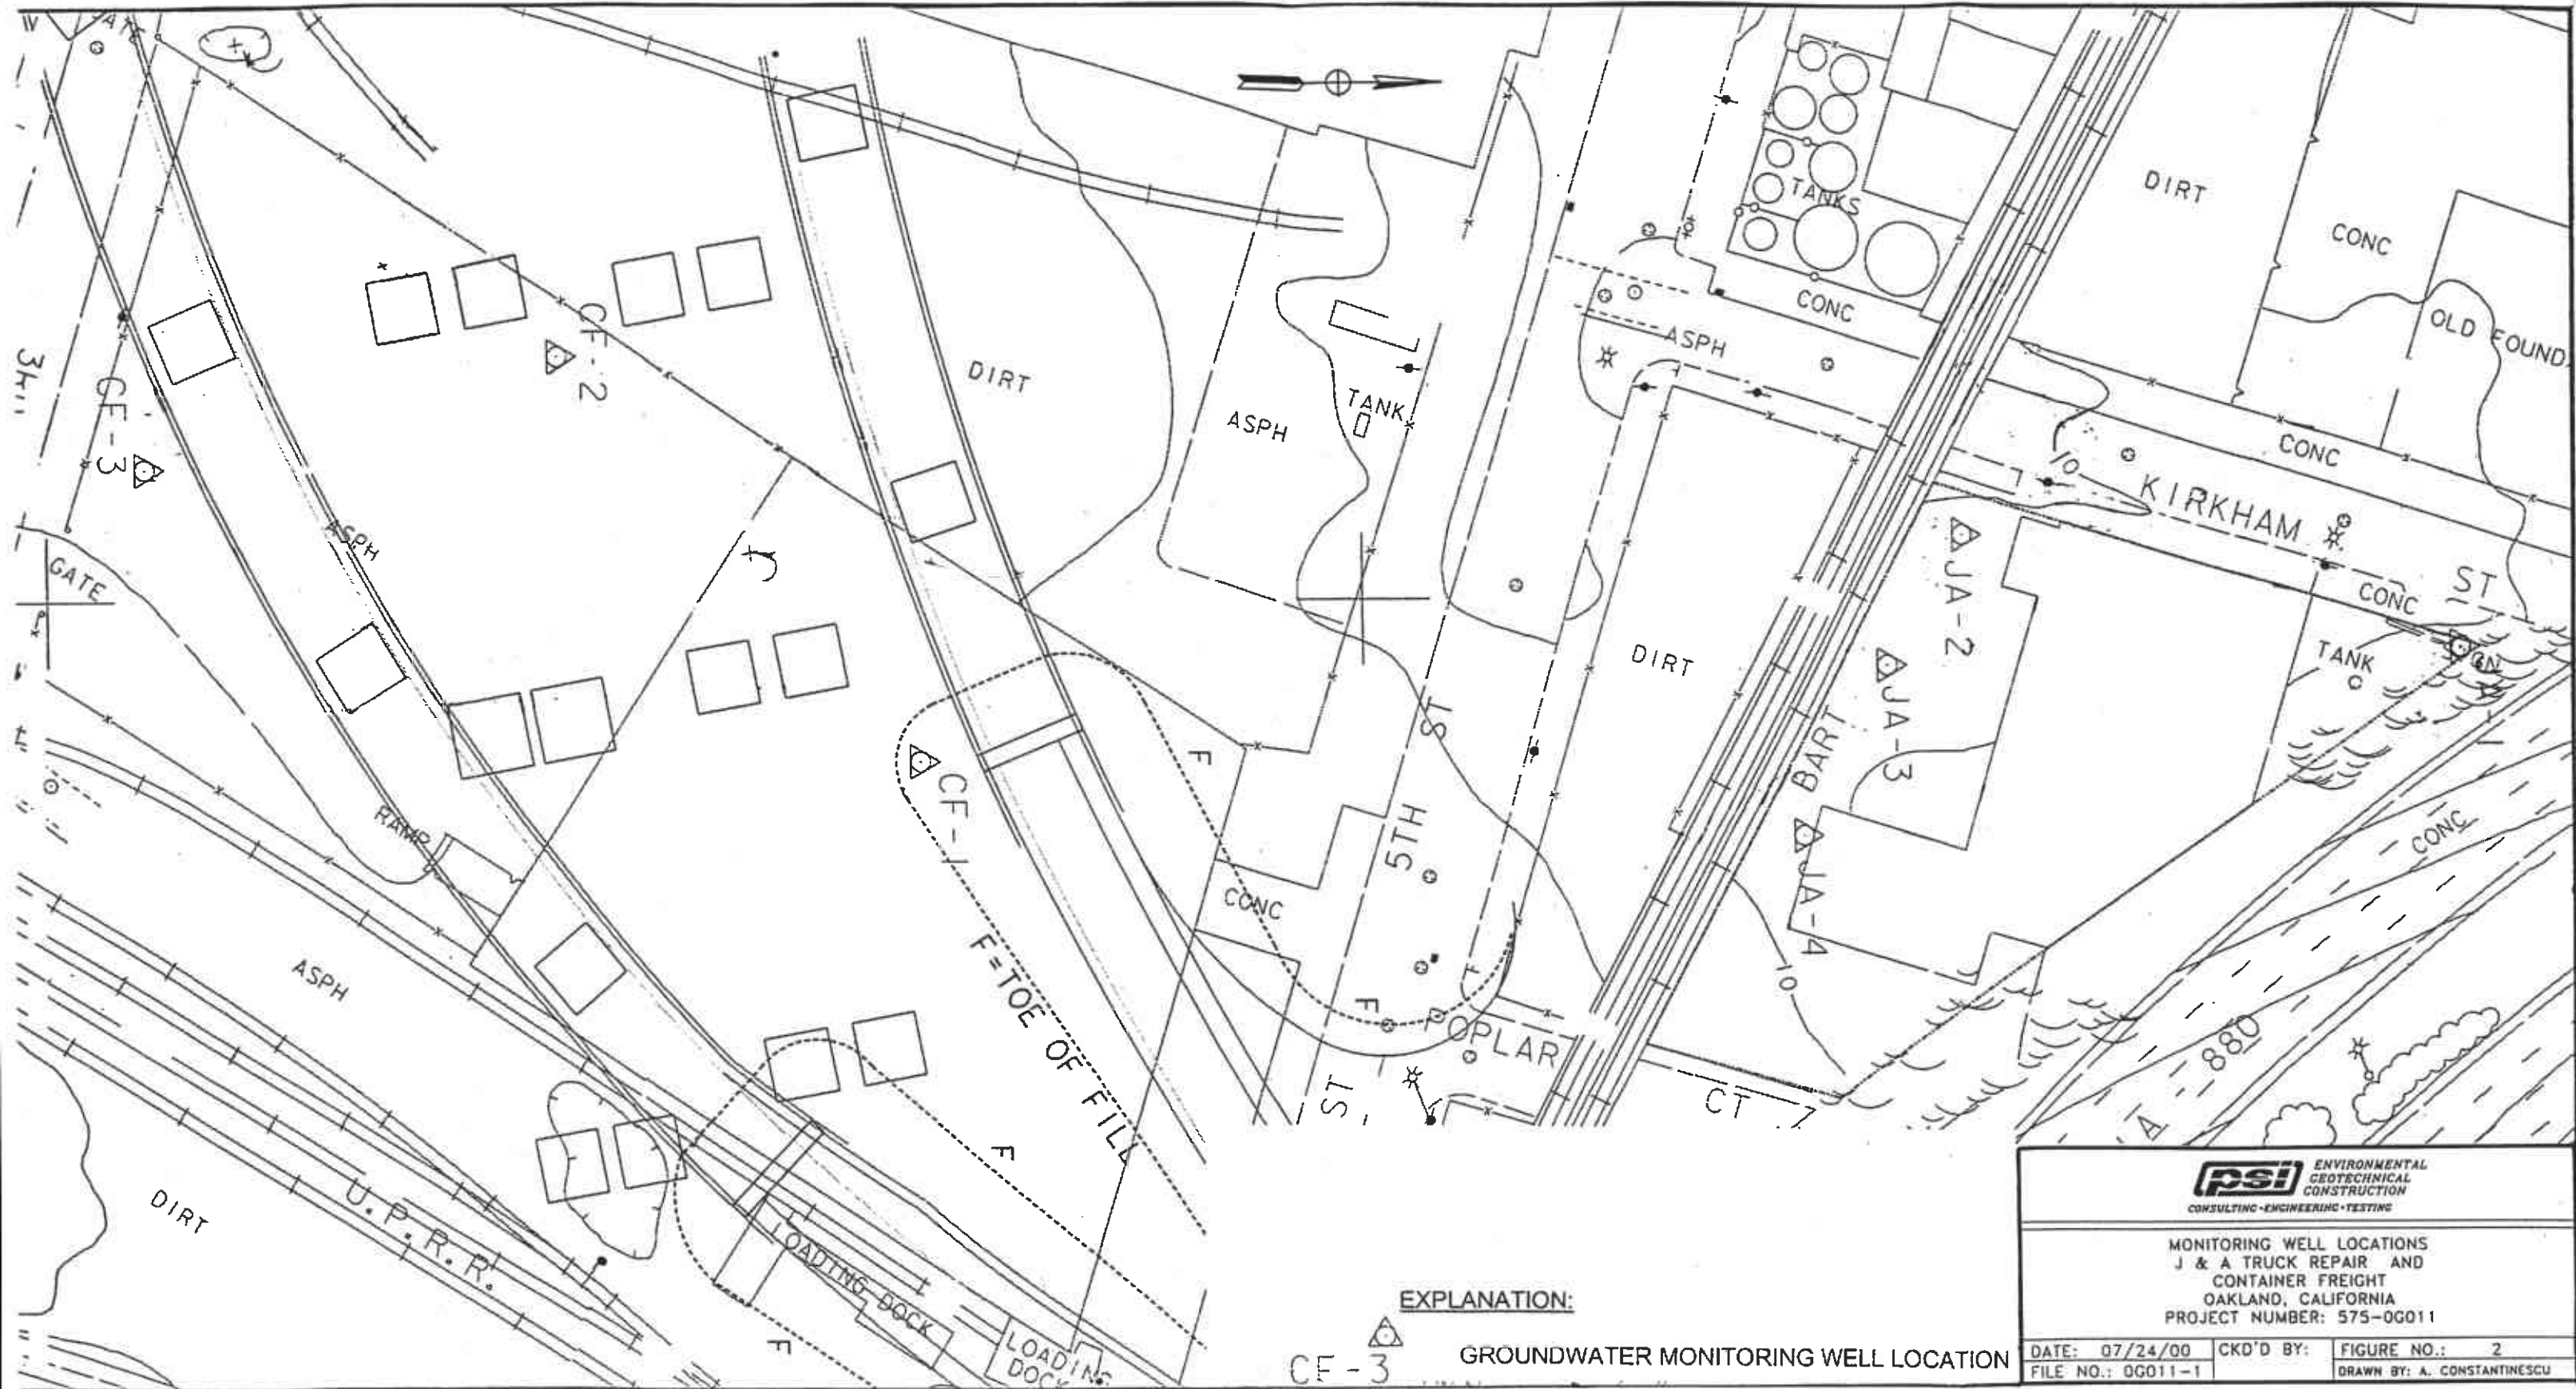 GATE
TANKS
DIRT
CONC
CONC
OLD FOUND.
CF-2
DIRT
ASPH
TANK
ASPH
CONC
CF-3
ASPH
GATE
10
KIRKHAM
ST
CONC
JA-2
TANK
DIRT
JA-3
BART
ST
5TH
F
CF-1
RAMP
JA-4
CONC
CONC
F=TOE OF FILL
ASPH
F
POPLAR
ST
10
CT
880
A
F
DIRT
U.P.R.R.
LOADING DOCK
F
LOADING
DOCK
EXPLANATION:
CF-3
GROUNDWATER MONITORING WELL LOCATION
psi
ENVIRONMENTAL
GEOTECHNICAL
CONSTRUCTION
CONSULTING•ENGINEERING•TESTING
MONITORING WELL LOCATIONS
J & A TRUCK REPAIR AND
CONTAINER FREIGHT
OAKLAND, CALIFORNIA
PROJECT NUMBER: 575-0G011
DATE: 07/24/00
CKD'D BY:
FIGURE NO.: 2
FILE NO.: 0G011-1
DRAWN BY: A. CONSTANTINESCU